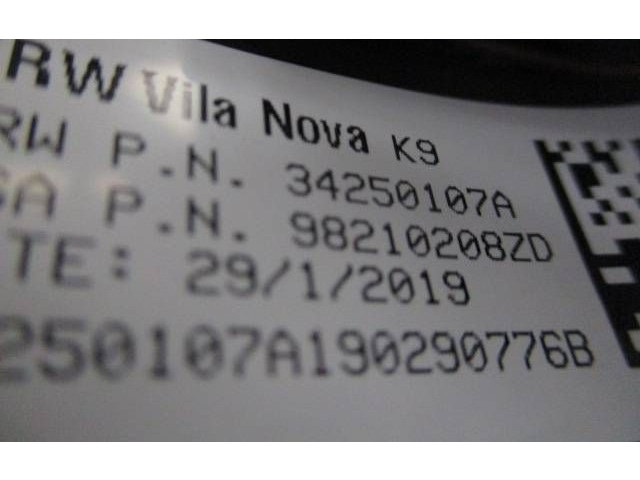 RW Vila Nova K9
RW P.N. 34250107A
SA P.N. 98210208ZD
TE: 29/1/2019
250107A190290776B